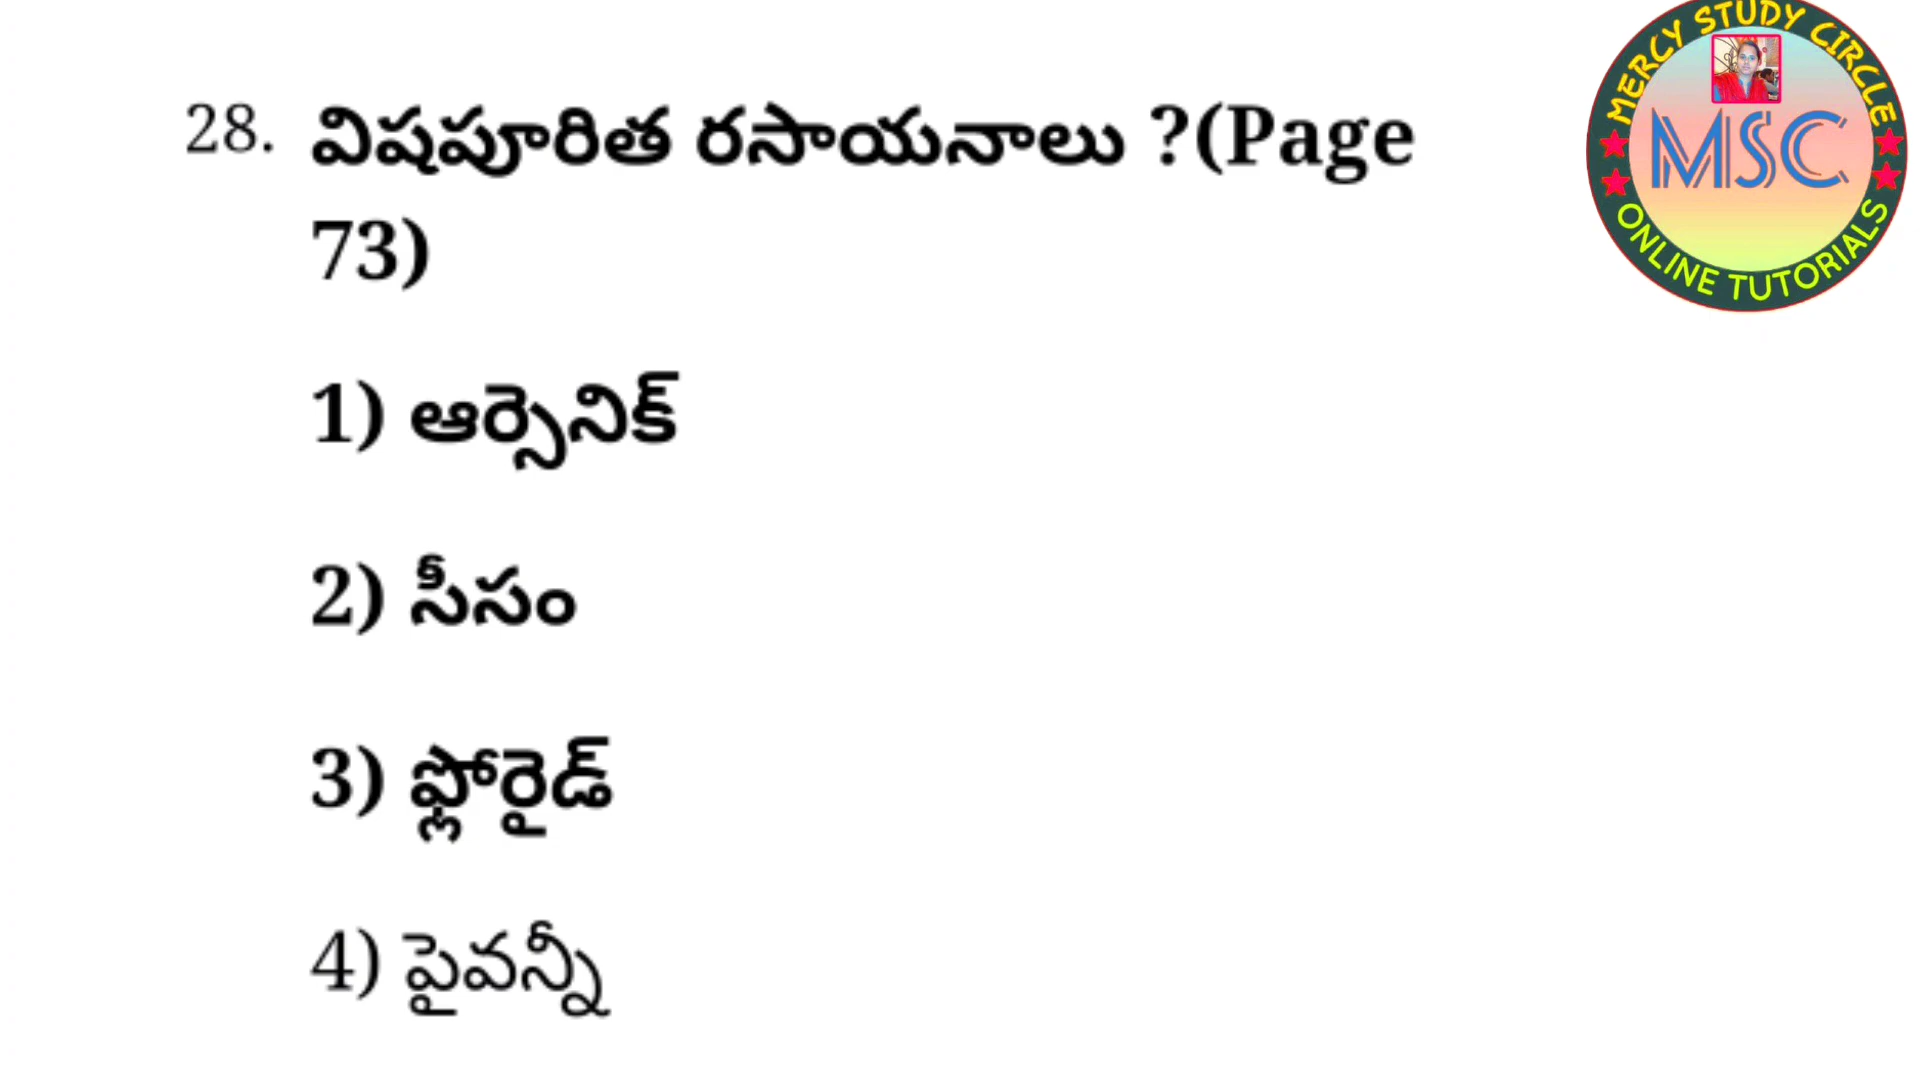 28. విషపూరిత రసాయనాలు ?(Page
73)
1) ఆర్సెనిక్
2) సీసం
3) ఫ్లోరైడ్
4) పైవన్నీ
MERCY STUDY CIRCLE
MSC
ONLINE TUTORIALS